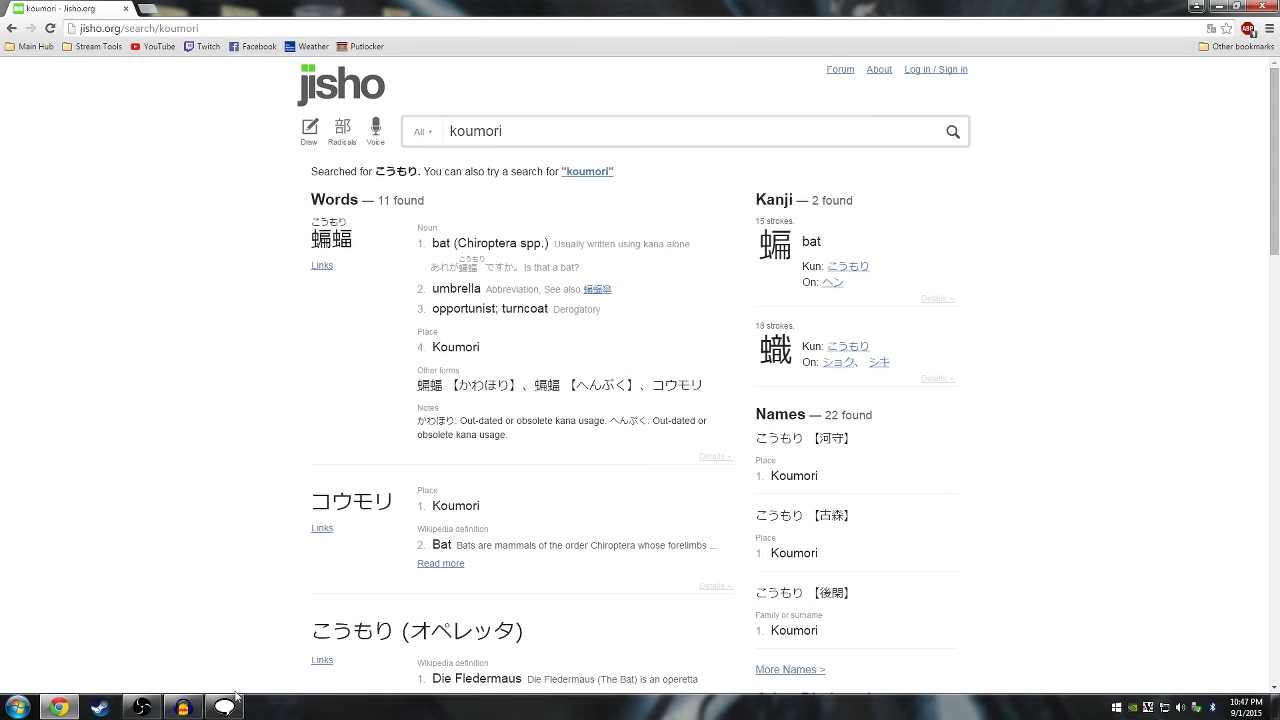 koumori - jisho.org
jisho.org/search/koumori
Main Hub Stream Tools YouTube Twitch Facebook Weather Putlocker Other bookmarks
Forum About Log in / Sign in
jisho
Draw Radicals Voice
All koumori
Searched for こうもり. You can also try a search for "koumori".
Words — 11 found
こうもり
蝙蝠
Links
Noun
1. bat (Chiroptera spp.) Usually written using kana alone
こうもり
あれが蝙蝠ですか。Is that a bat?
2. umbrella Abbreviation, See also 蝙蝠傘
3. opportunist; turncoat Derogatory
Place
4. Koumori
Other forms
蝙蝠 【かわほり】、蝙蝠 【へんぷく】、コウモリ
Notes
かわほり: Out-dated or obsolete kana usage. へんぷく: Out-dated or
obsolete kana usage.
Details
コウモリ
Links
Place
1. Koumori
Wikipedia definition
2. Bat Bats are mammals of the order Chiroptera whose forelimbs ...
Read more
Details
こうもり (オペレッタ)
Links
Wikipedia definition
1. Die Fledermaus Die Fledermaus (The Bat) is an operetta
Kanji — 2 found
15 strokes.
蝙 bat
Kun: こうもり
On: ヘン
Details
18 strokes.
蟙
Kun: こうもり
On: ショク、 シキ
Details
Names — 22 found
こうもり 【河守】
Place
1. Koumori
こうもり 【古森】
Place
1. Koumori
こうもり 【後閑】
Family or surname
1. Koumori
More Names >
10:47 PM
9/1/2015